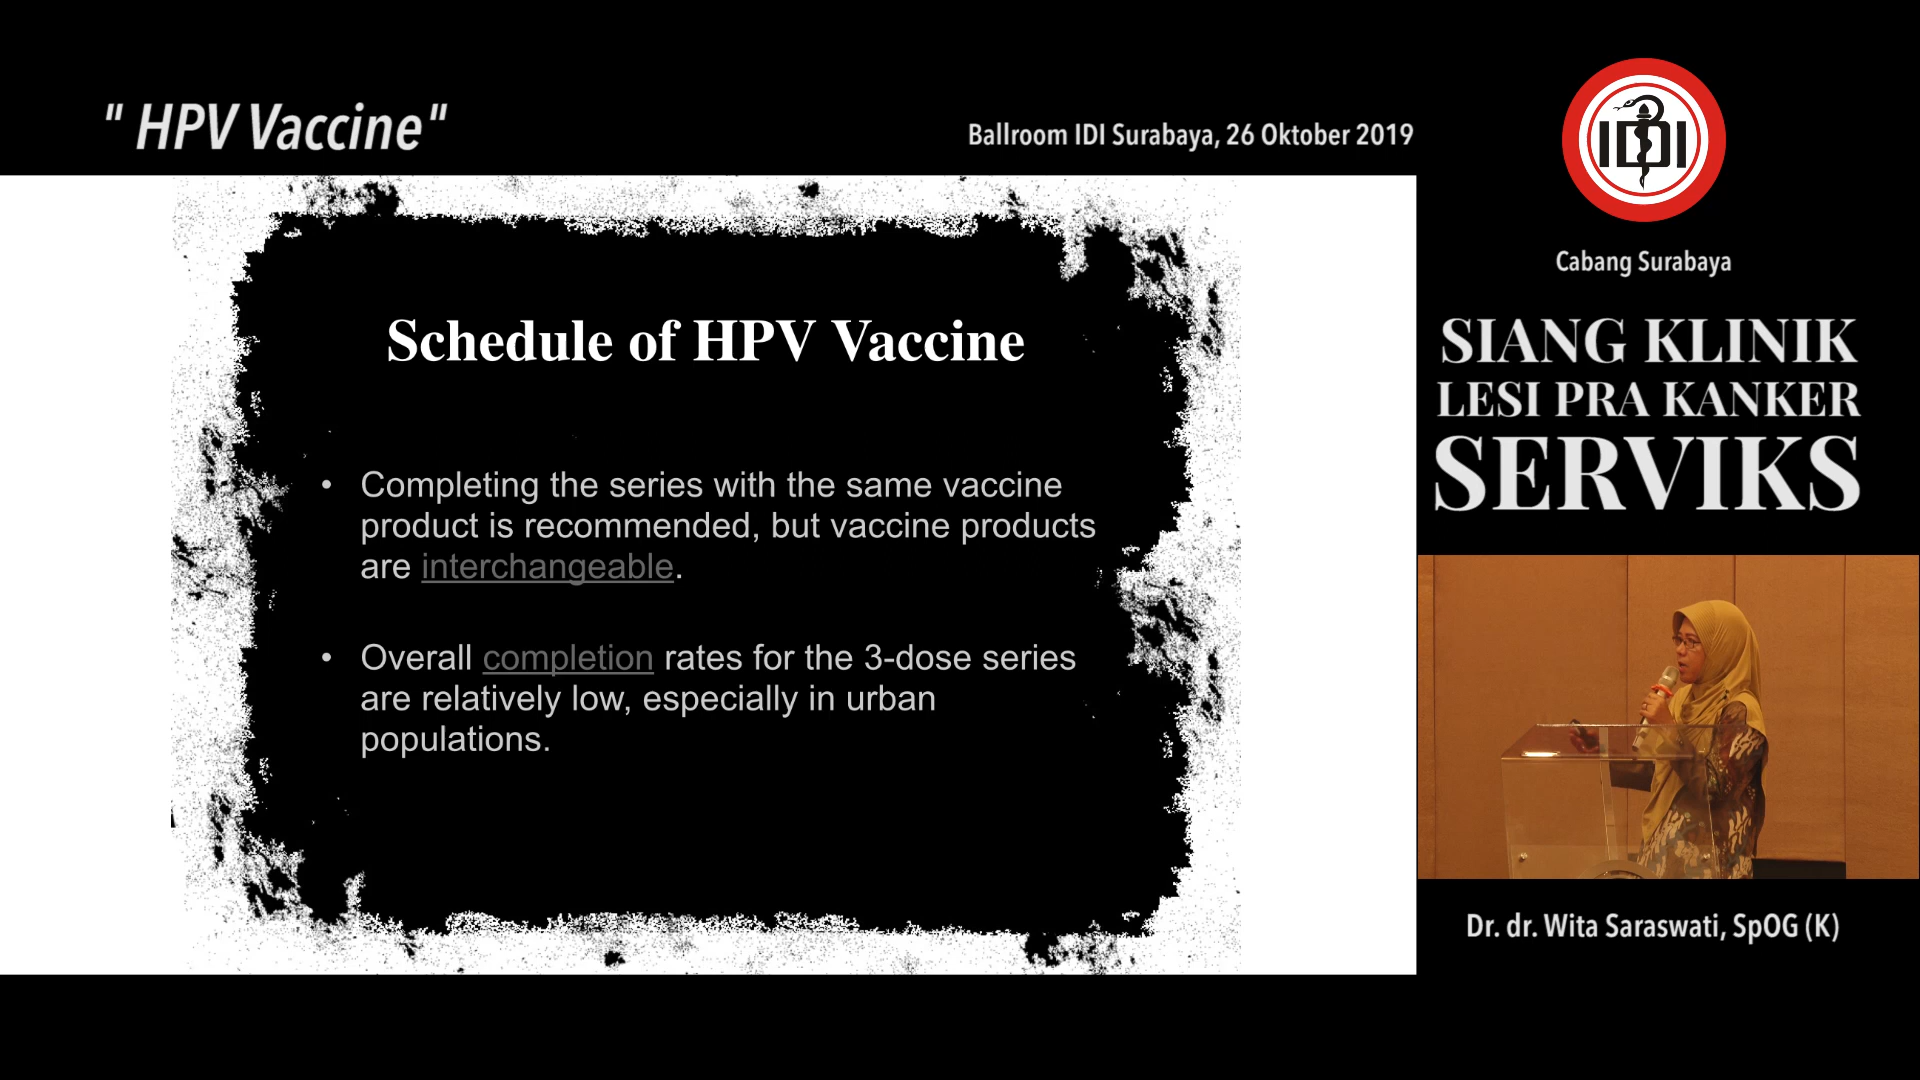 " HPV Vaccine"
Ballroom IDI Surabaya, 26 Oktober 2019
IDI
Cabang Surabaya
SIANG KLINIK
LESI PRA KANKER
SERVIKS
Schedule of HPV Vaccine
• Completing the series with the same vaccine
product is recommended, but vaccine products
are interchangeable.
• Overall completion rates for the 3-dose series
are relatively low, especially in urban
populations.
Dr. dr. Wita Saraswati, SpOG (K)